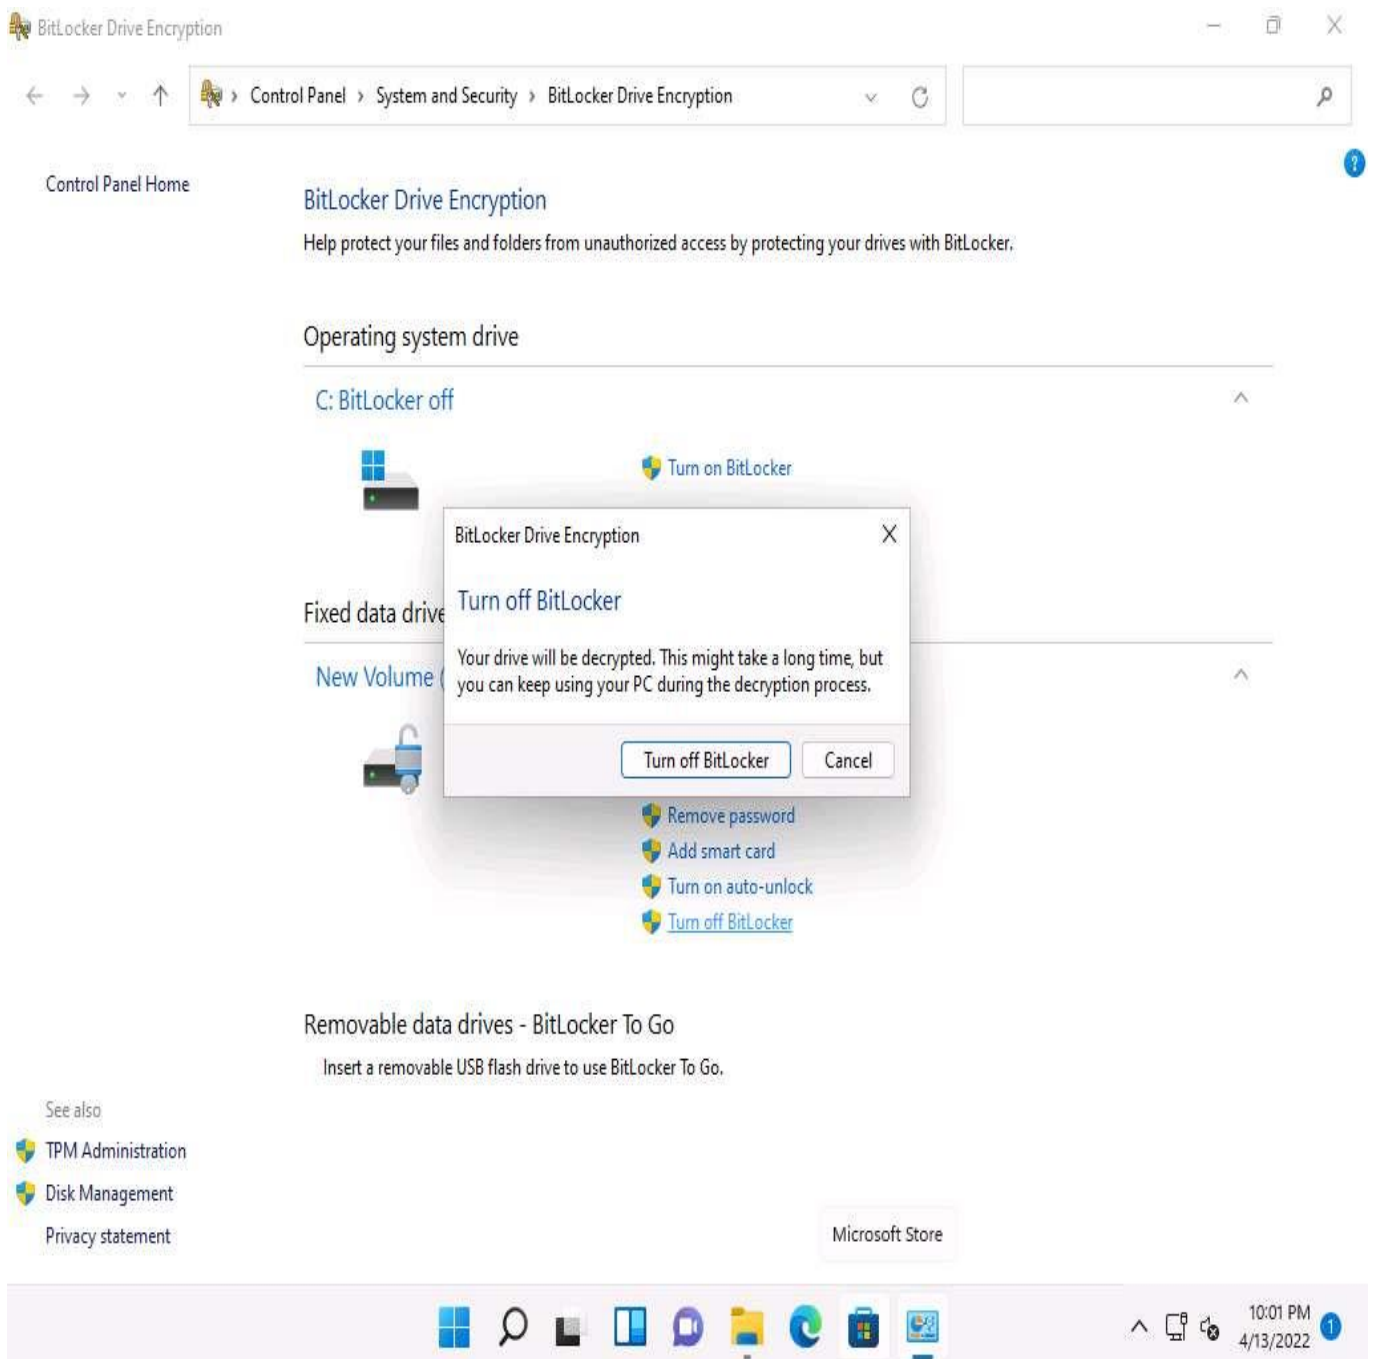 BitLocker Drive Encryption
Control Panel > System and Security > BitLocker Drive Encryption
Control Panel Home
BitLocker Drive Encryption
Help protect your files and folders from unauthorized access by protecting your drives with BitLocker.
Operating system drive
C: BitLocker off
Turn on BitLocker
BitLocker Drive Encryption
Turn off BitLocker
Your drive will be decrypted. This might take a long time, but
you can keep using your PC during the decryption process.
Turn off BitLocker
Cancel
Fixed data drive
New Volume (
Remove password
Add smart card
Turn on auto-unlock
Turn off BitLocker
Removable data drives - BitLocker To Go
Insert a removable USB flash drive to use BitLocker To Go.
See also
TPM Administration
Disk Management
Privacy statement
Microsoft Store
10:01 PM
4/13/2022
1